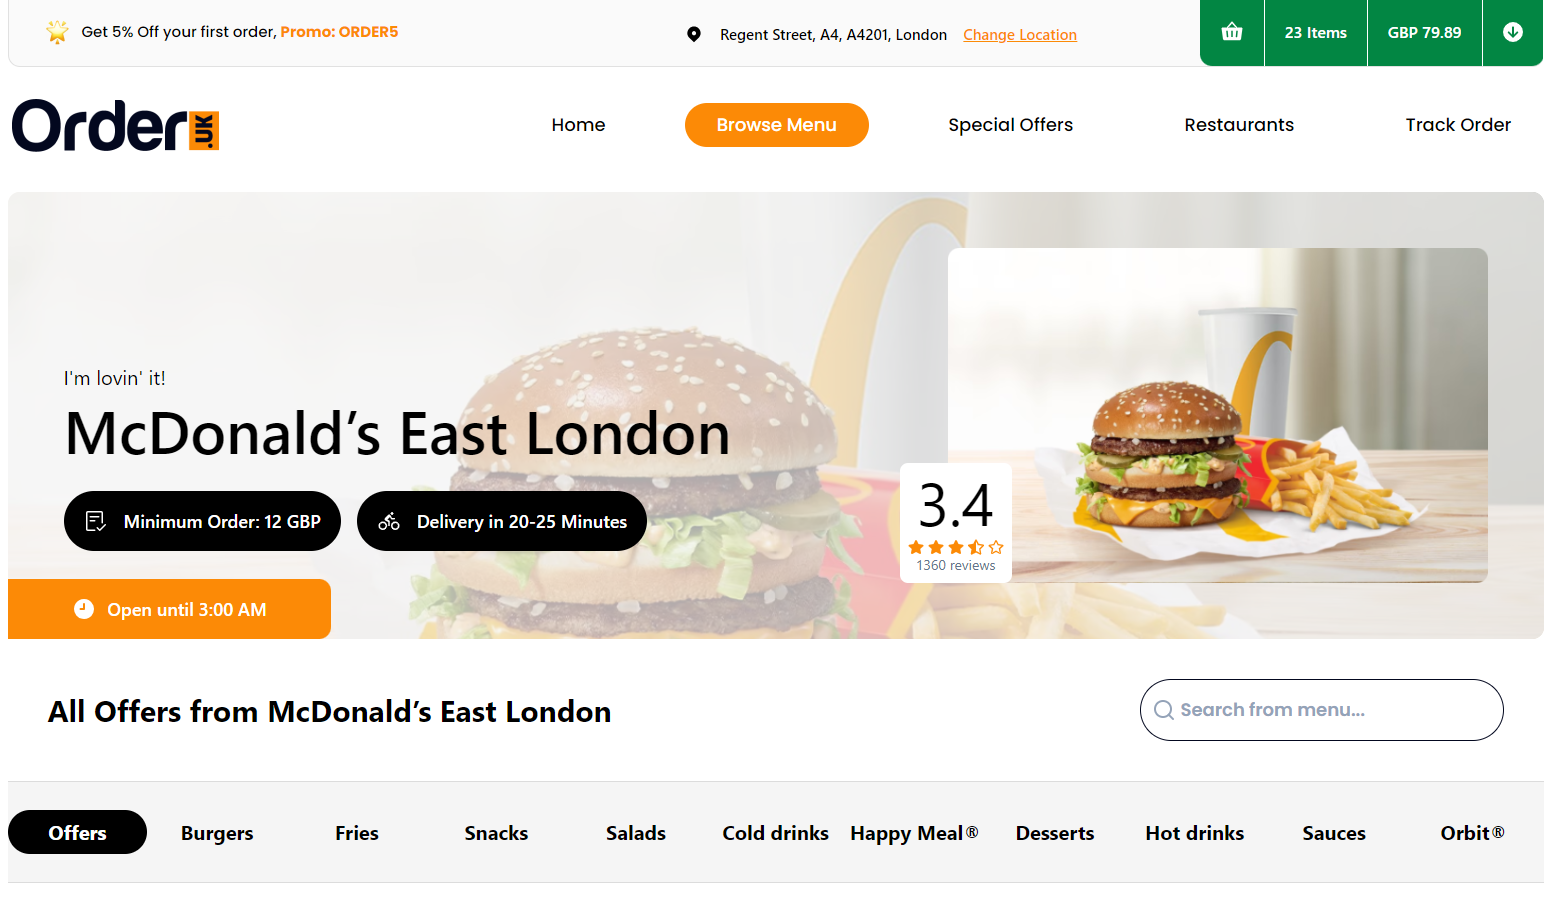 Get 5% Off your first order, Promo: ORDER5
Regent Street, A4, A4201, London Change Location
23 Items
GBP 79.89
Order.UK
Home
Browse Menu
Special Offers
Restaurants
Track Order
I'm lovin' it!
McDonald’s East London
Minimum Order: 12 GBP
Delivery in 20-25 Minutes
3.4
1360 reviews
Open until 3:00 AM
All Offers from McDonald’s East London
Search from menu...
Offers
Burgers
Fries
Snacks
Salads
Cold drinks
Happy Meal®
Desserts
Hot drinks
Sauces
Orbit®